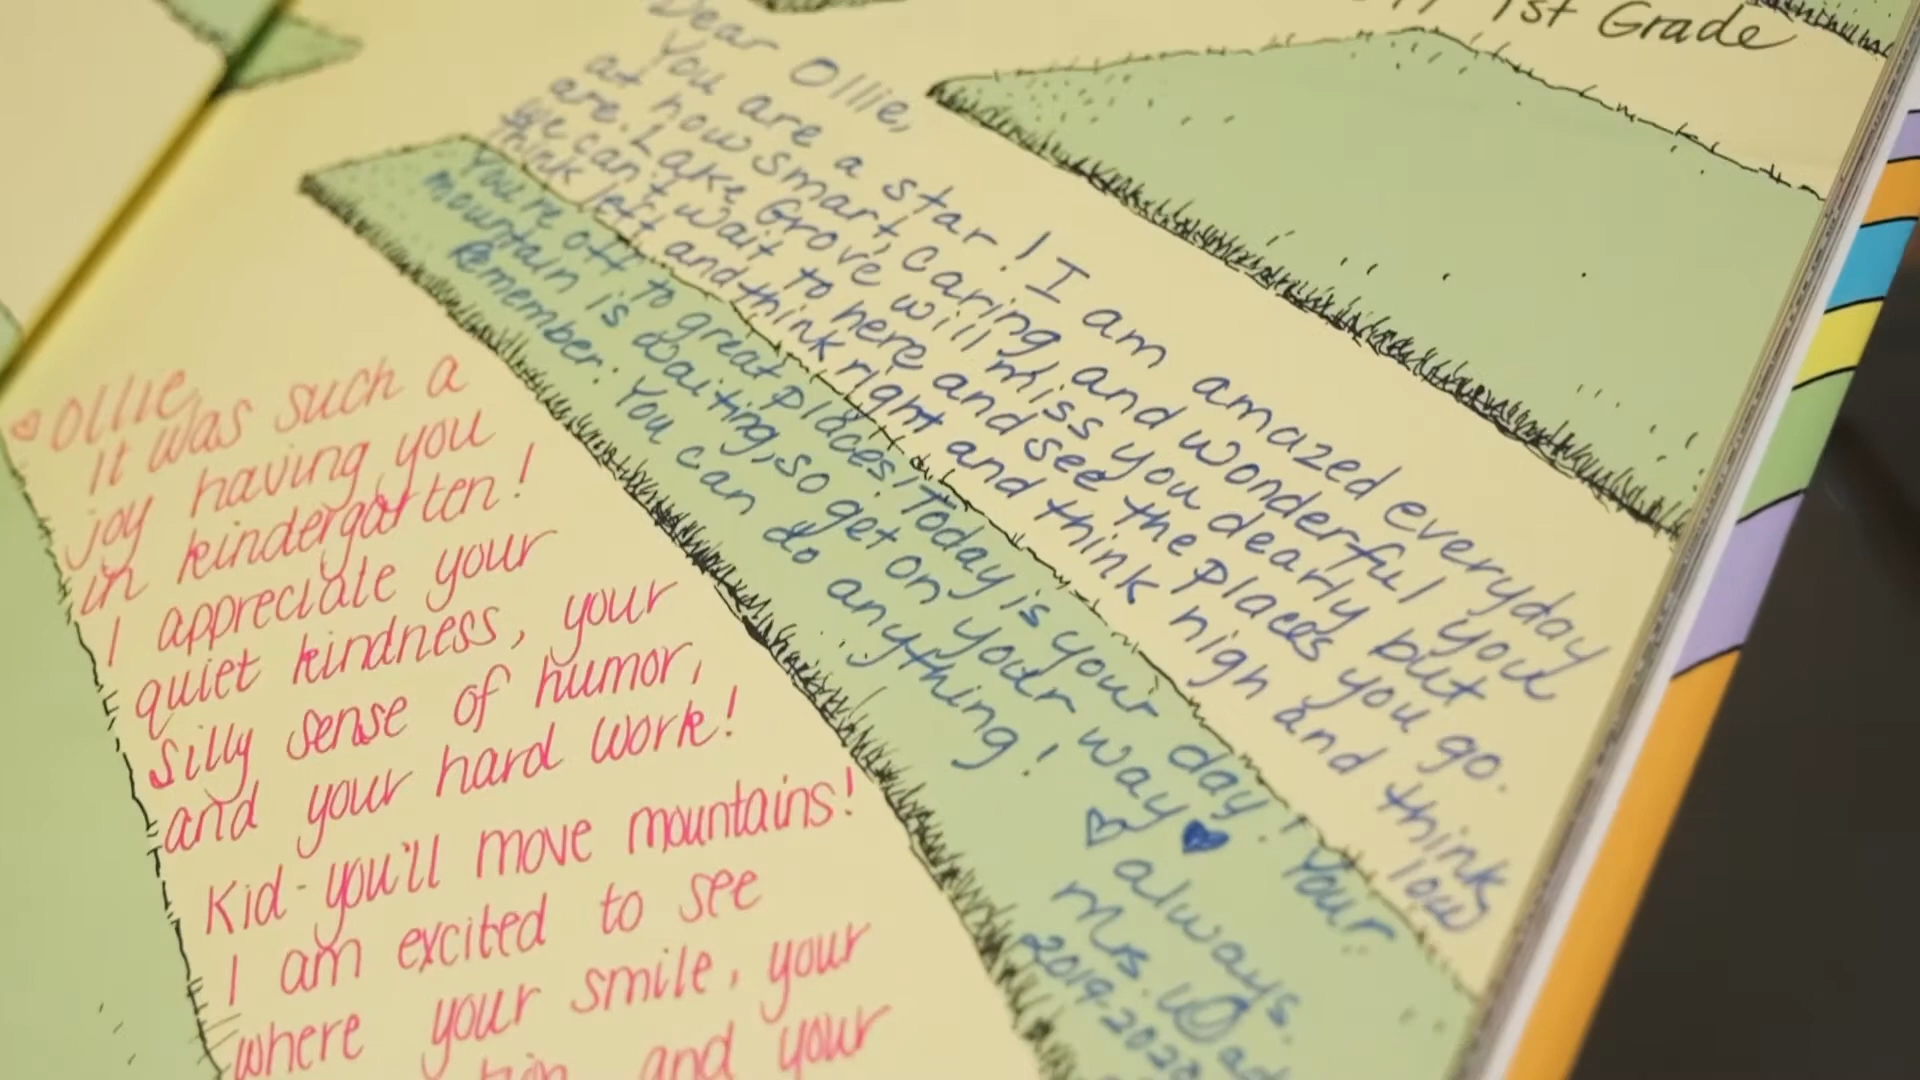 1st Grade
Dear Ollie,
You are a star! I am amazed everyday
at how smart, caring and wonderful you
are. Lake Grove will miss you dearly but
we can't wait to here and see the places you go.
Think left and think right and think high and think low
You're off to great places! Today is your day! Your
mountain is waiting, so get on your way
Remember: You can do anything!
always,
Mrs.
2019-2020
Ollie,
It was such a
joy having you
in kindergarten!
I appreciate your
quiet kindness, your
silly sense of humor,
and your hard work!
Kid-you'll move mountains!
I am excited to see
where your smile, your
and your